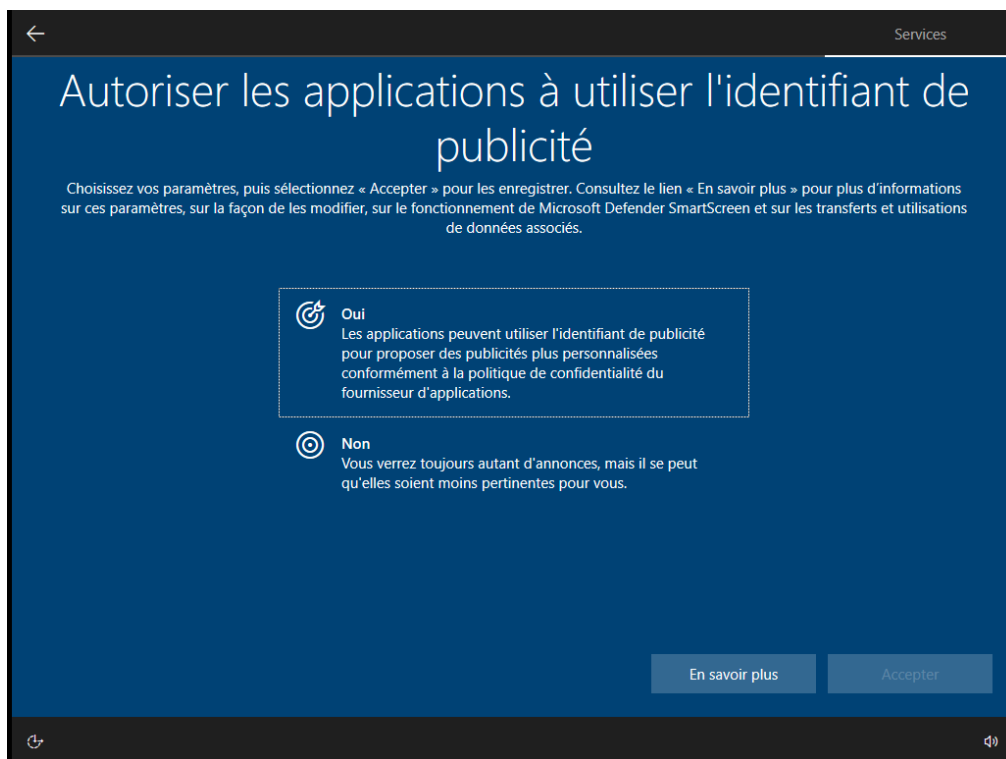 Services
Autoriser les applications à utiliser l'identifiant de
publicité
Choisissez vos paramètres, puis sélectionnez « Accepter » pour les enregistrer. Consultez le lien « En savoir plus » pour plus d'informations
sur ces paramètres, sur la façon de les modifier, sur le fonctionnement de Microsoft Defender SmartScreen et sur les transferts et utilisations
de données associés.
Oui
Les applications peuvent utiliser l'identifiant de publicité
pour proposer des publicités plus personnalisées
conformément à la politique de confidentialité du
fournisseur d'applications.
Non
Vous verrez toujours autant d'annonces, mais il se peut
qu'elles soient moins pertinentes pour vous.
En savoir plus
Accepter